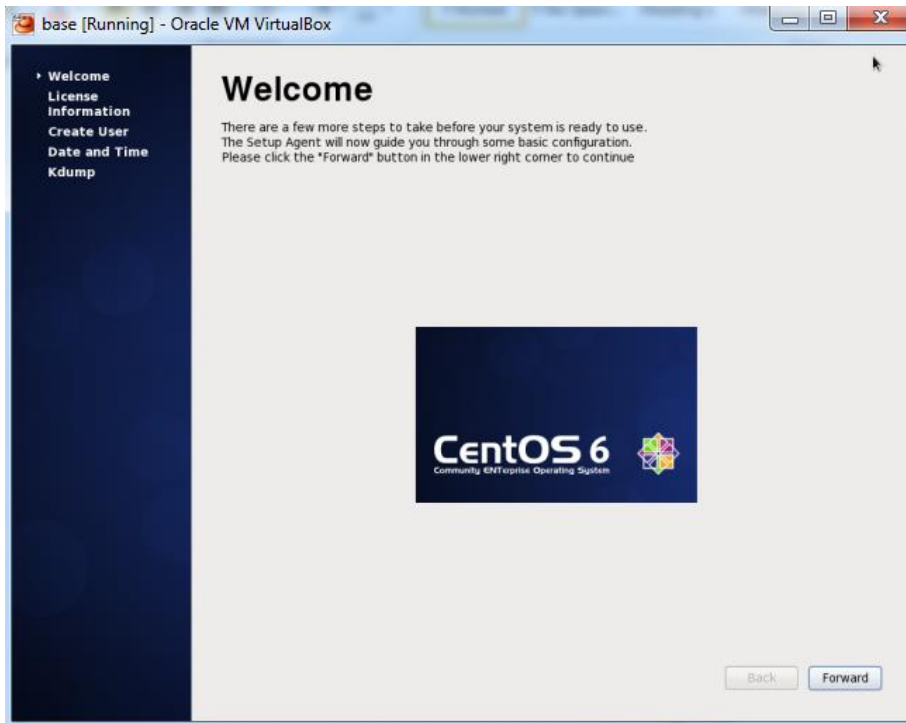 base [Running] - Oracle VM VirtualBox
Welcome
License
Information
Create User
Date and Time
Kdump
Welcome
There are a few more steps to take before your system is ready to use.
The Setup Agent will now guide you through some basic configuration.
Please click the "Forward" button in the lower right corner to continue
CentOS 6
Community ENTerprise Operating System
Back
Forward